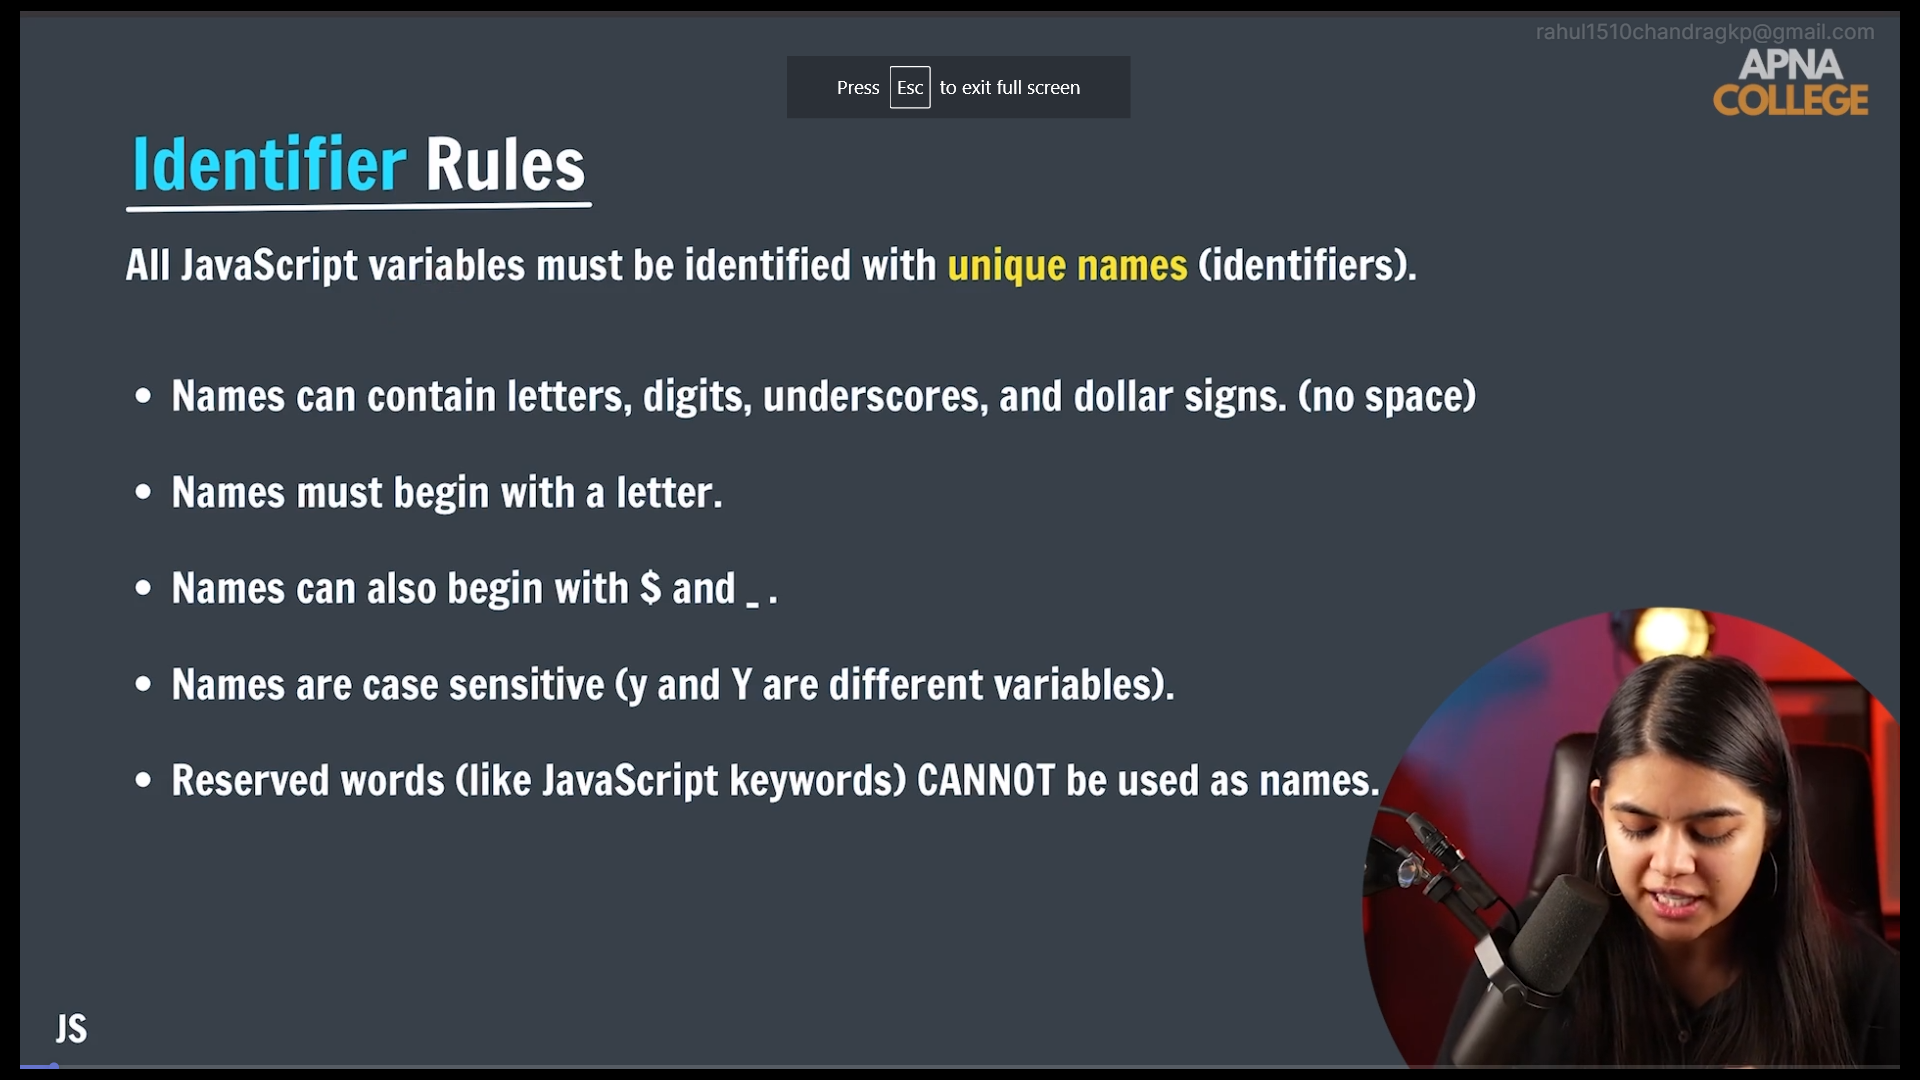 rahul1510chandragkp@gmail.com
APNA
COLLEGE
Press Esc to exit full screen
Identifier Rules
All JavaScript variables must be identified with unique names (identifiers).
• Names can contain letters, digits, underscores, and dollar signs. (no space)
• Names must begin with a letter.
• Names can also begin with $ and _ .
• Names are case sensitive (y and Y are different variables).
• Reserved words (like JavaScript keywords) CANNOT be used as names.
JS